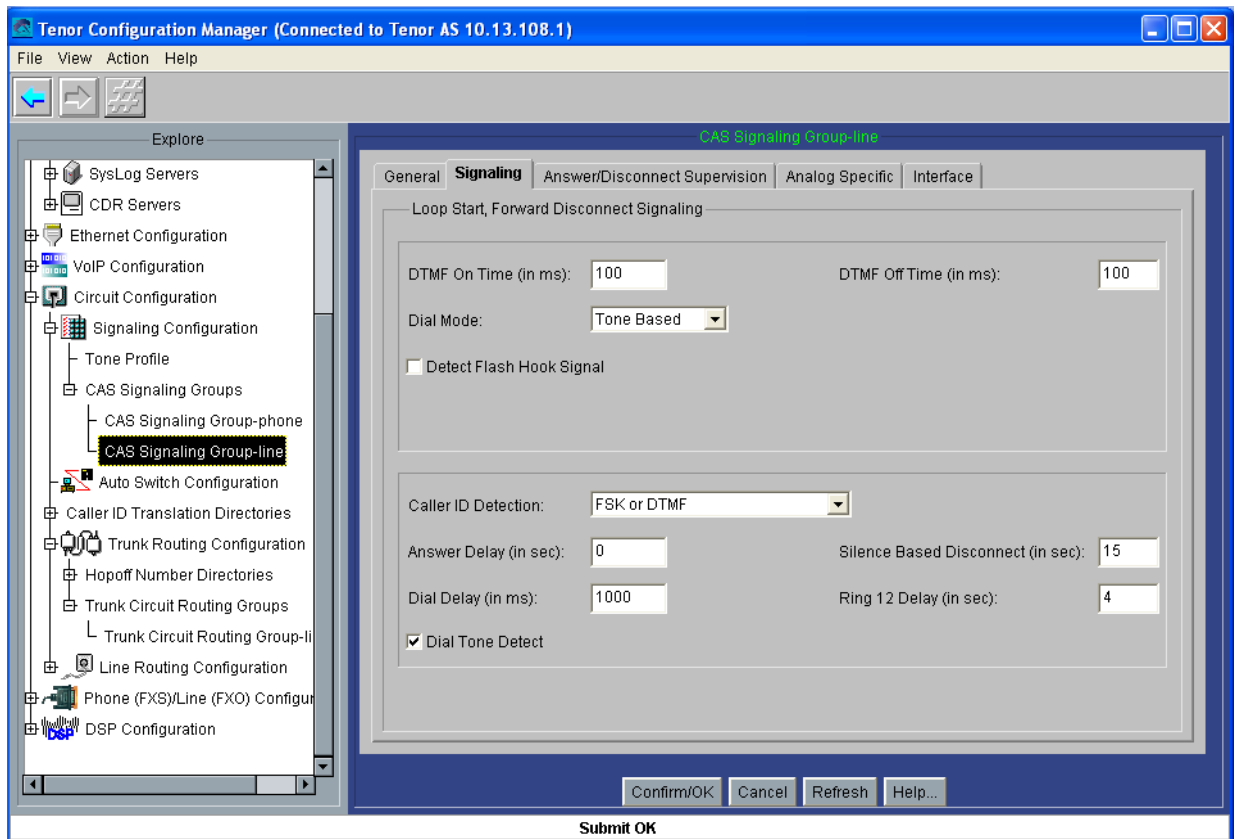 Tenor Configuration Manager (Connected to Tenor AS 10.13.108.1)
File View Action Help
Explore
SysLog Servers
CDR Servers
Ethernet Configuration
VoIP Configuration
Circuit Configuration
Signaling Configuration
Tone Profile
CAS Signaling Groups
CAS Signaling Group-phone
CAS Signaling Group-line
Auto Switch Configuration
Caller ID Translation Directories
Trunk Routing Configuration
Hopoff Number Directories
Trunk Circuit Routing Groups
Trunk Circuit Routing Group-li
Line Routing Configuration
Phone (FXS)/Line (FXO) Configur
DSP DSP Configuration
CAS Signaling Group-line
General Signaling Answer/Disconnect Supervision Analog Specific Interface
Loop Start, Forward Disconnect Signaling
DTMF On Time (in ms): 100 DTMF Off Time (in ms): 100
Dial Mode: Tone Based
Detect Flash Hook Signal
Caller ID Detection: FSK or DTMF
Answer Delay (in sec): 0 Silence Based Disconnect (in sec): 15
Dial Delay (in ms): 1000 Ring 12 Delay (in sec): 4
Dial Tone Detect
Confirm/OK Cancel Refresh Help...
Submit OK